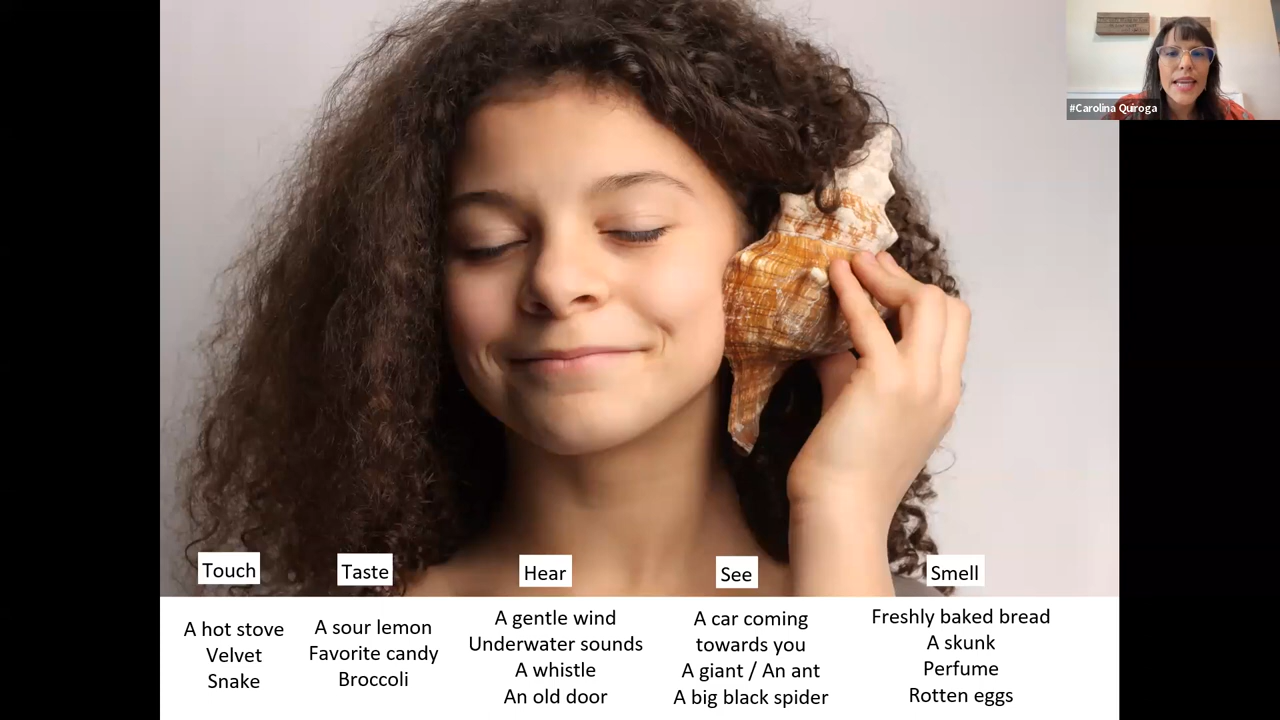 #Carolina Quiroga
Touch
A hot stove
Velvet
Snake
Taste
A sour lemon
Favorite candy
Broccoli
Hear
A gentle wind
Underwater sounds
A whistle
An old door
See
A car coming
towards you
A giant / An ant
A big black spider
Smell
Freshly baked bread
A skunk
Perfume
Rotten eggs